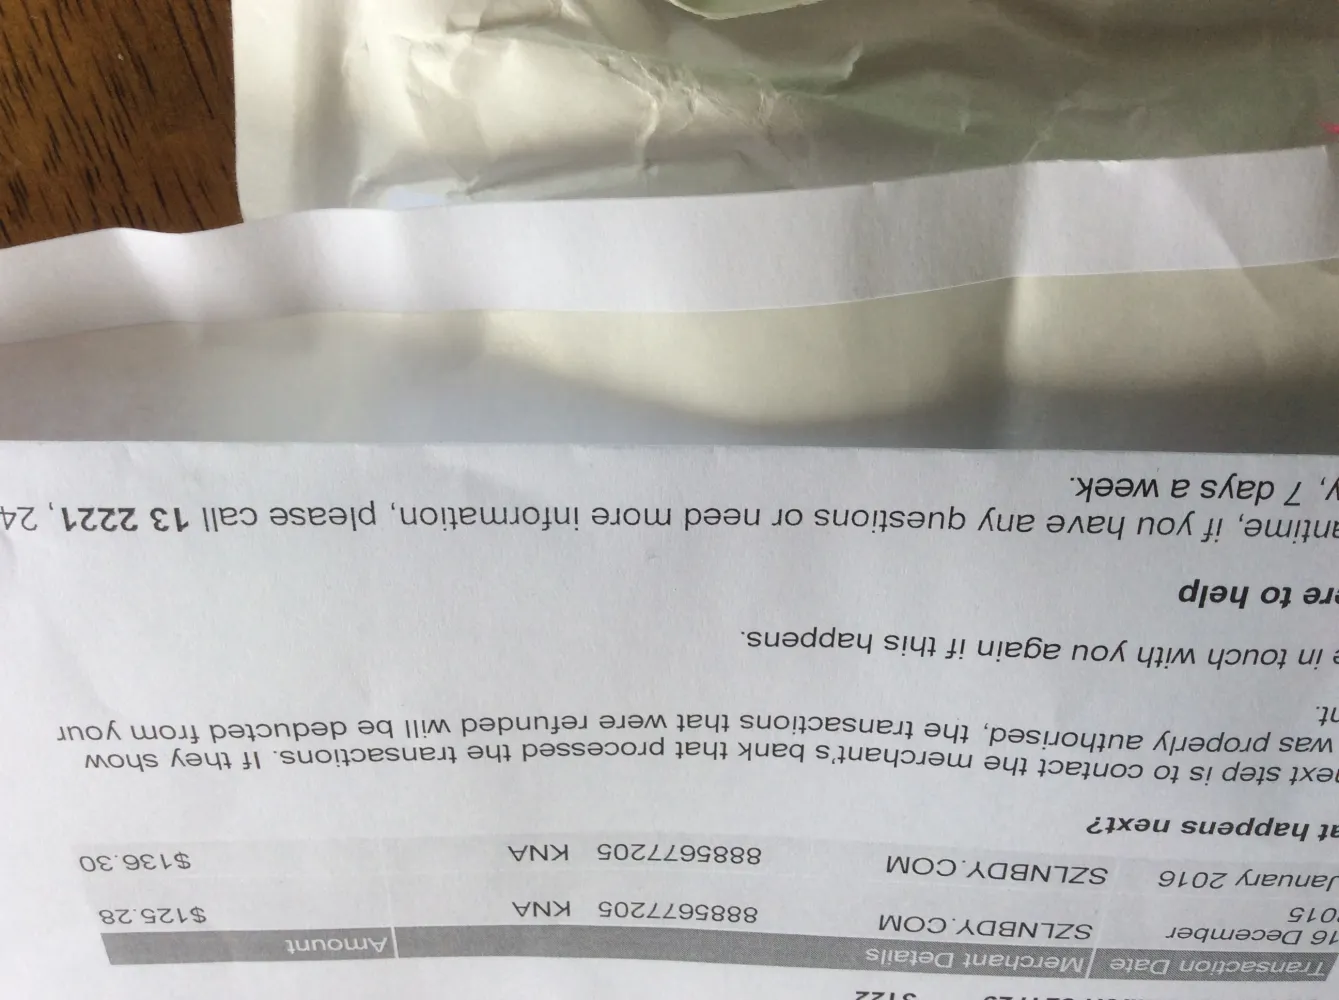 Transaction Date Merchant Details Amount
16 December 2015 SZLNBDY.COM 8885677205 KNA $125.28
January 2016 SZLNBDY.COM 8885677205 KNA $136.30
at happens next?
next step is to contact the merchant's bank that processed the transactions. If they show
was properly authorised, the transactions that were refunded will be deducted from your
nt.
e in touch with you again if this happens.
ere to help
antime, if you have any questions or need more information, please call 13 2221, 24
y, 7 days a week.